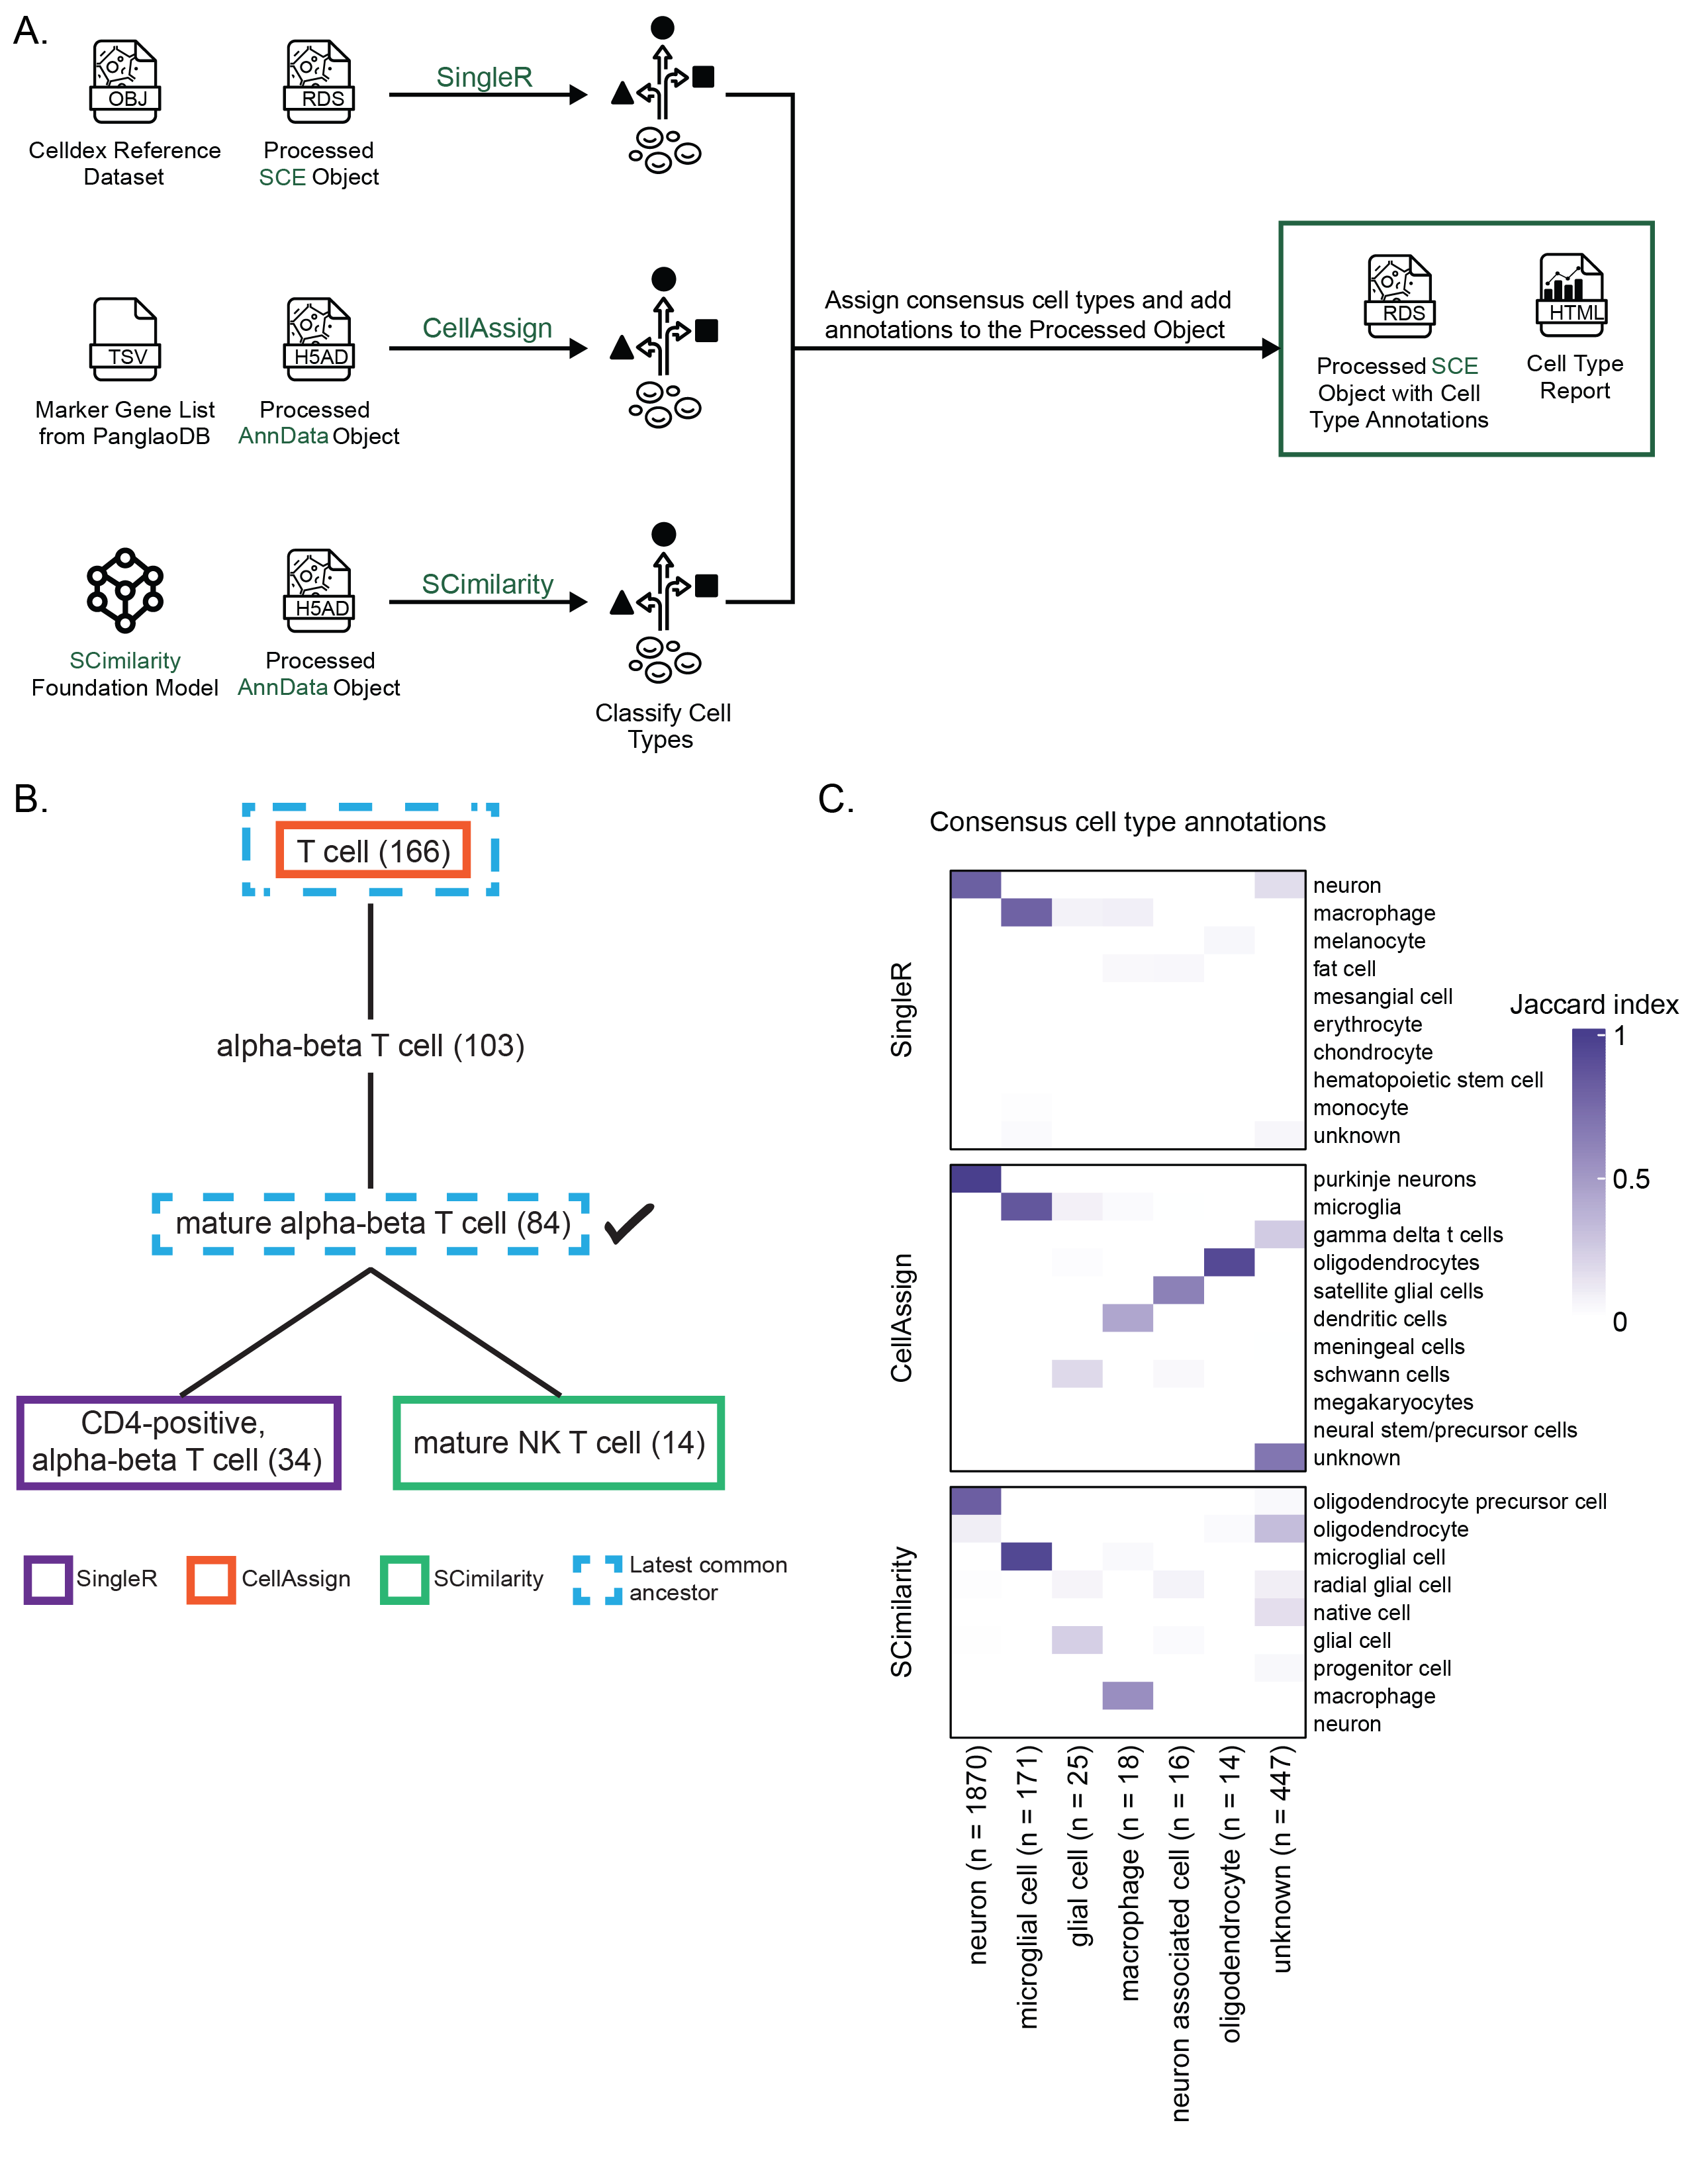 A.
OBJ
Celldex Reference
Dataset
RDS
Processed
SCE Object
SingleR
TSV
Marker Gene List
from PanglaoDB
H5AD
Processed
AnnData Object
CellAssign
SCimilarity
Foundation Model
H5AD
Processed
AnnData Object
SCimilarity
Classify Cell
Types
Assign consensus cell types and add
annotations to the Processed Object
RDS
Processed SCE
Object with Cell
Type Annotations
HTML
Cell Type
Report
B.
T cell (166)
alpha-beta T cell (103)
mature alpha-beta T cell (84)
CD4-positive,
alpha-beta T cell (34)
mature NK T cell (14)
SingleR
CellAssign
SCimilarity
Latest common
ancestor
C.
Consensus cell type annotations
SingleR
neuron
macrophage
melanocyte
fat cell
mesangial cell
erythrocyte
chondrocyte
hematopoietic stem cell
monocyte
unknown
CellAssign
purkinje neurons
microglia
gamma delta t cells
oligodendrocytes
satellite glial cells
dendritic cells
meningeal cells
schwann cells
megakaryocytes
neural stem/precursor cells
unknown
SCimilarity
oligodendrocyte precursor cell
oligodendrocyte
microglial cell
radial glial cell
native cell
glial cell
progenitor cell
macrophage
neuron
neuron (n = 1870)
microglial cell (n = 171)
glial cell (n = 25)
macrophage (n = 18)
neuron associated cell (n = 16)
oligodendrocyte (n = 14)
unknown (n = 447)
Jaccard index
1
0.5
0